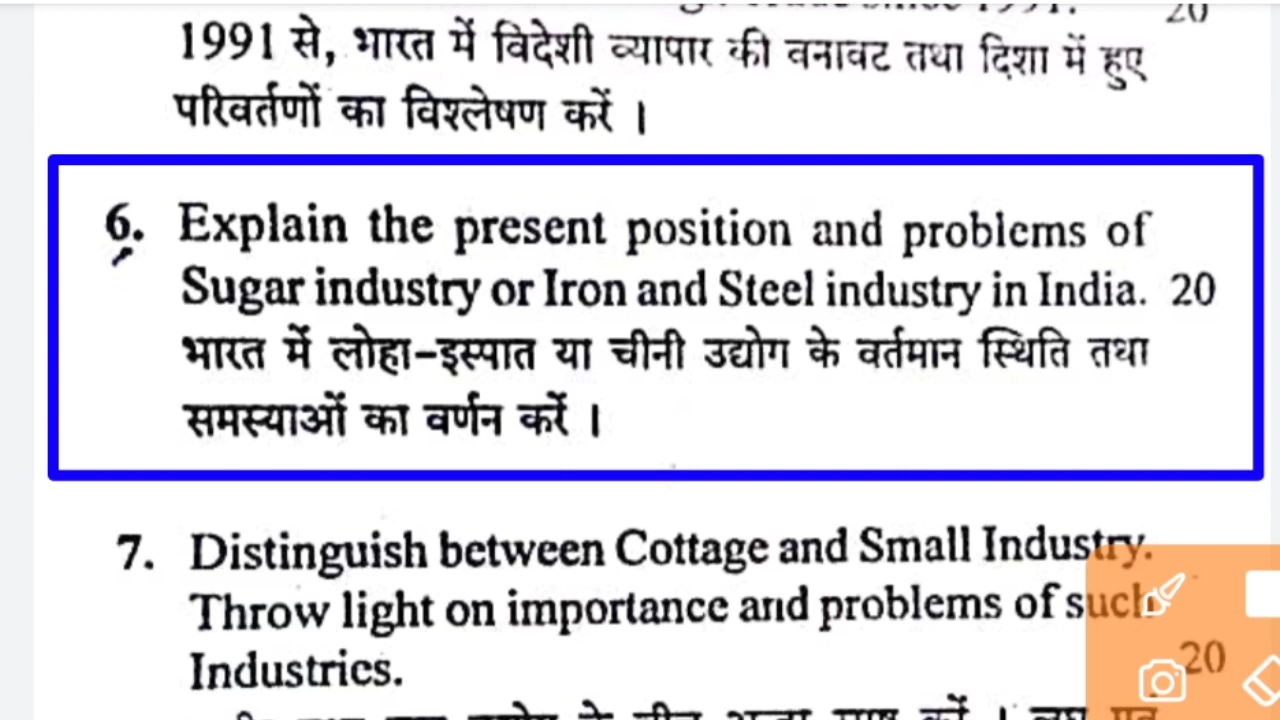 20
1991 से, भारत में विदेशी व्यापार की वनावट तथा दिशा में हुए
परिवर्तणों का विश्लेषण करें ।
6. Explain the present position and problems of
Sugar industry or Iron and Steel industry in India. 20
भारत में लोहा-इस्पात या चीनी उद्योग के वर्तमान स्थिति तथा
समस्याओं का वर्णन करें ।
7. Distinguish between Cottage and Small Industry.
Throw light on importance and problems of such
Industries. 20